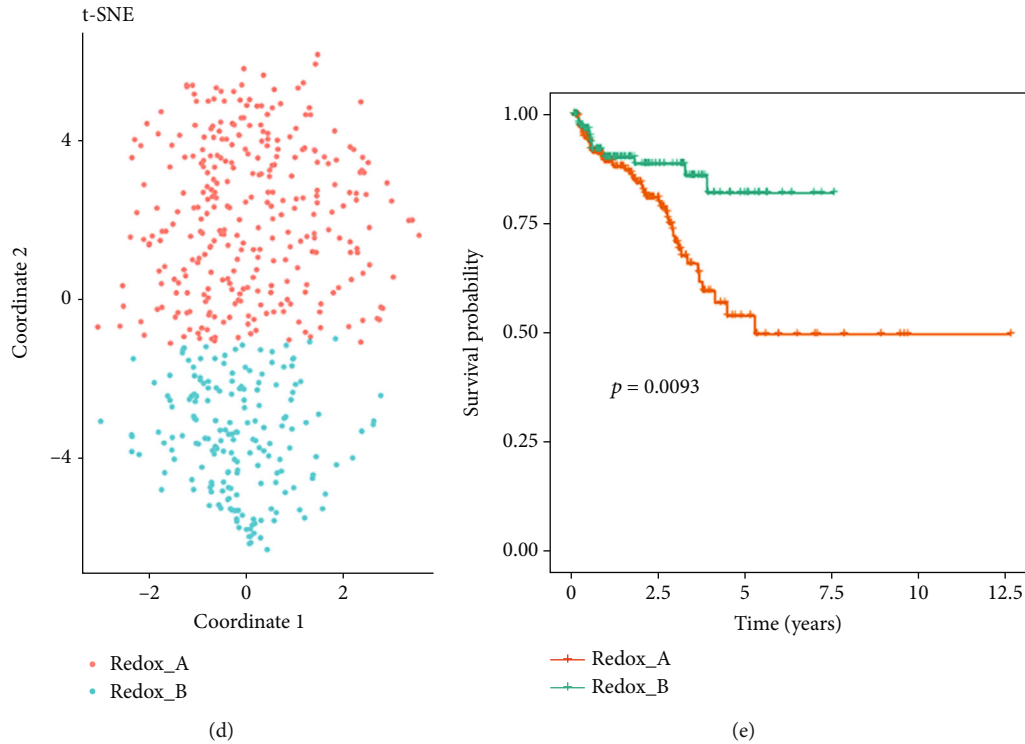 t-SNE
4
0
−4
Coordinate 2
−2
0
2
Coordinate 1
Redox_A
Redox_B
(d)
1.00
0.75
0.50
0.25
0.00
Survival probability
p = 0.0093
0
2.5
5
7.5
10
12.5
Time (years)
Redox_A
Redox_B
(e)